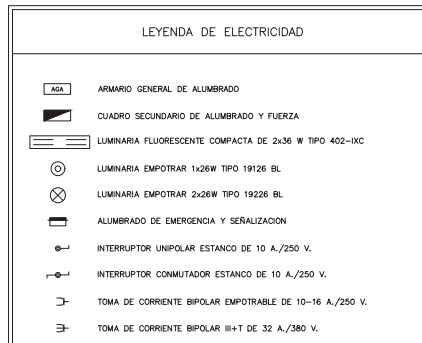 LEYENDA DE ELECTRICIDAD
AGA ARMARIO GENERAL DE ALUMBRADO
CUADRO SECUNDARIO DE ALUMBRADO Y FUERZA
LUMINARIA FLUORESCENTE COMPACTA DE 2x36 W TIPO 402-IXC
LUMINARIA EMPOTRAR 1x26W TIPO 19126 BL
LUMINARIA EMPOTRAR 2x26W TIPO 19226 BL
ALUMBRADO DE EMERGENCIA Y SEÑALIZACION
INTERRUPTOR UNIPOLAR ESTANCO DE 10 A./250 V.
INTERRUPTOR CONMUTADOR ESTANCO DE 10 A./250 V.
TOMA DE CORRIENTE BIPOLAR EMPOTRABLE DE 10-16 A./250 V.
TOMA DE CORRIENTE BIPOLAR III+T DE 32 A./380 V.